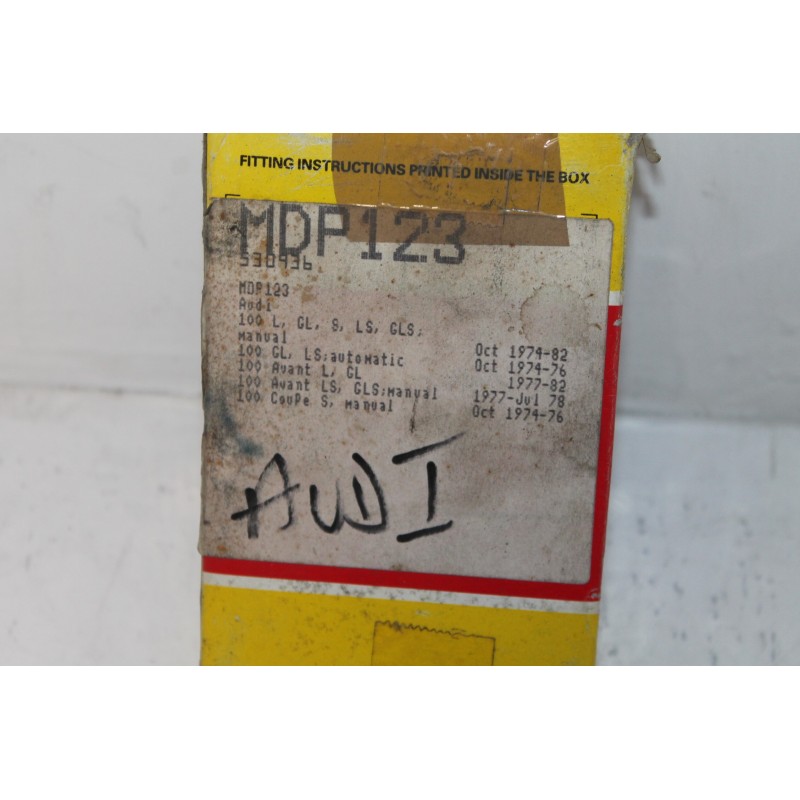 FITTING INSTRUCTIONS PRINTED INSIDE THE BOX
MDP123
530936
MDP123
Audi
100 L, GL, S, LS, GLS;
manual Oct 1974-82
100 GL, LS;automatic Oct 1974-76
100 Avant L, GL 1977-82
100 Avant LS, GLS;manual 1977-Jul 78
100 Coupe S, manual Oct 1974-76
AUDI